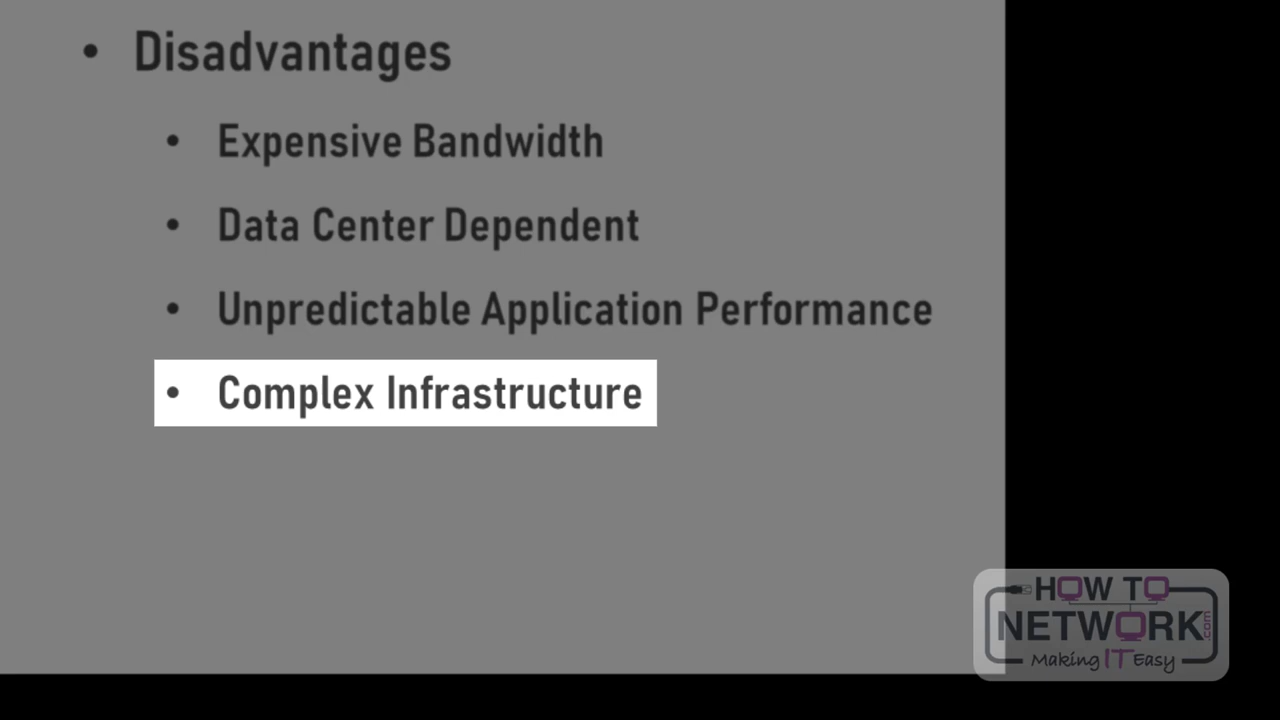 • Disadvantages
• Expensive Bandwidth
• Data Center Dependent
• Unpredictable Application Performance
• Complex Infrastructure
HOW TO
NETWORK.com
Making IT Easy